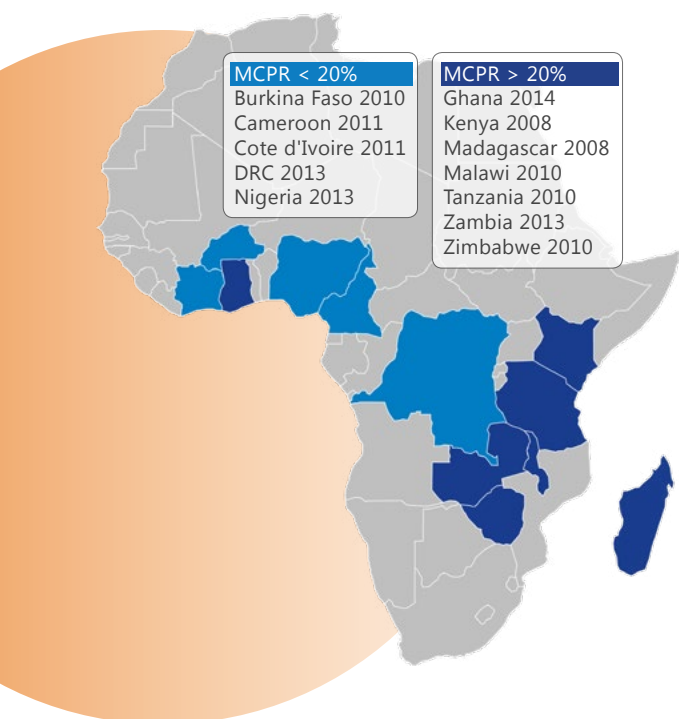 MCPR < 20%
Burkina Faso 2010
Cameroon 2011
Cote d'Ivoire 2011
DRC 2013
Nigeria 2013
MCPR > 20%
Ghana 2014
Kenya 2008
Madagascar 2008
Malawi 2010
Tanzania 2010
Zambia 2013
Zimbabwe 2010